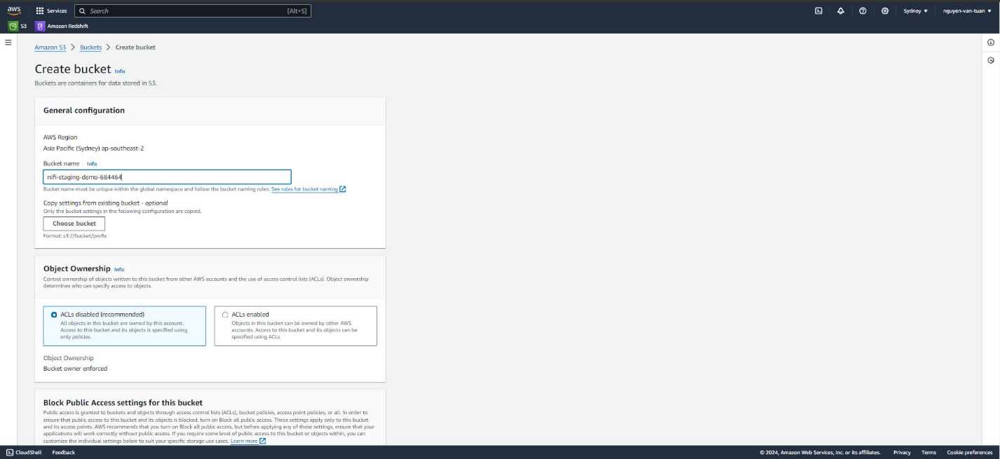 aws Services Search [Alt+S] Sydney nguyen-van-tuan
S3 Amazon Redshift
Amazon S3 > Buckets > Create bucket
Create bucket Info
Buckets are containers for data stored in S3.
General configuration
AWS Region
Asia Pacific (Sydney) ap-southeast-2
Bucket name Info
nifi-staging-demo-684464
Bucket name must be unique within the global namespace and follow the bucket naming rules. See rules for bucket naming
Copy settings from existing bucket - optional
Only the bucket settings in the following configuration are copied.
Choose bucket
Format: s3://bucket/prefix
Object Ownership Info
Control ownership of objects written to this bucket from other AWS accounts and the use of access control lists (ACLs). Object ownership
determines who can specify access to objects.
ACLs disabled (recommended)
All objects in this bucket are owned by this account.
Access to this bucket and its objects is specified using
only policies.
ACLs enabled
Objects in this bucket can be owned by other AWS
accounts. Access to this bucket and its objects can be
specified using ACLs.
Object Ownership
Bucket owner enforced
Block Public Access settings for this bucket
Public access is granted to buckets and objects through access control lists (ACLs), bucket policies, access point policies, or all. In order to
ensure that public access to this bucket and its objects is blocked, turn on Block all public access. These settings apply only to this bucket
and its access points. AWS recommends that you turn on Block all public access, but before applying any of these settings, ensure that your
applications will work correctly without public access. If you require some level of public access to this bucket or objects within, you can
customize the individual settings below to suit your specific storage use cases. Learn more
CloudShell Feedback © 2024, Amazon Web Services, Inc. or its affiliates. Privacy Terms Cookie preferences